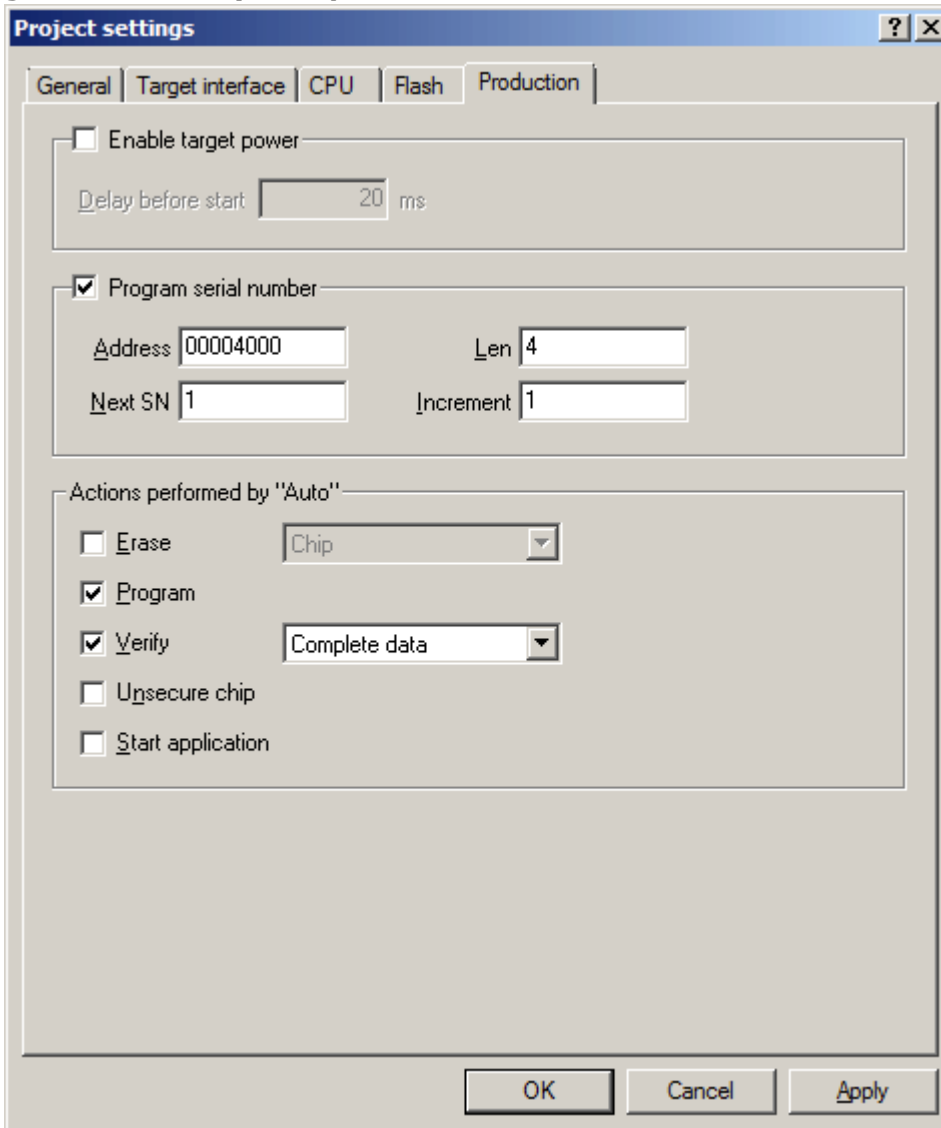 Project settings
General Target interface CPU Flash Production
Enable target power
Delay before start 20 ms
Program serial number
Address 00004000 Len 4
Next SN 1 Increment 1
Actions performed by "Auto"
Erase Chip
Program
Verify Complete data
Unsecure chip
Start application
OK Cancel Apply